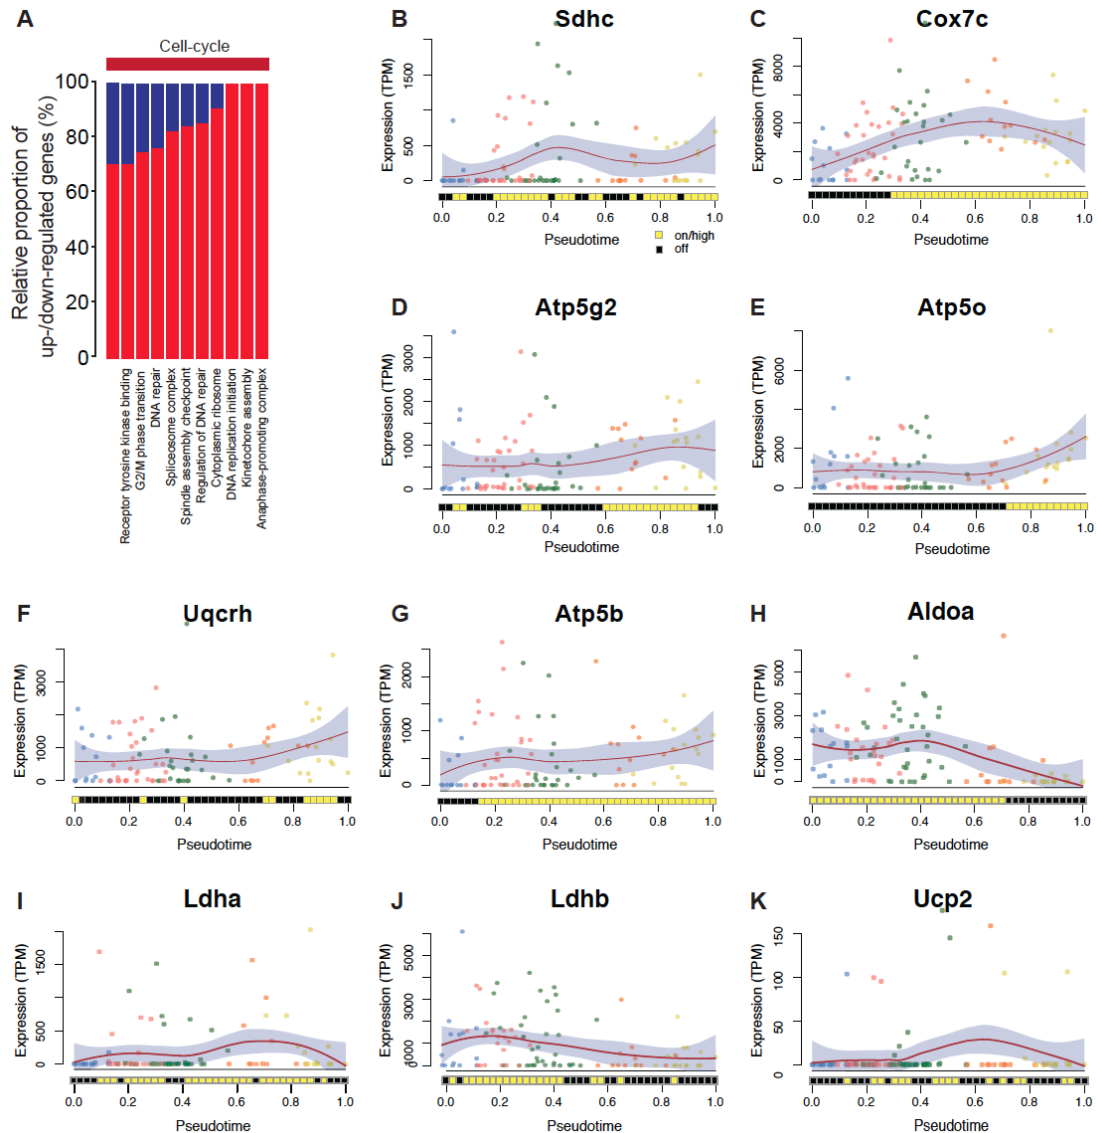 A
Cell-cycle
Relative proportion of
up-/down-regulated genes (%)
100
80
60
40
20
0
Receptor tyrosine kinase binding
G2/M phase transition
DNA repair
Spliceosome complex
Spindle assembly checkpoint
Regulation of DNA repair
Cytoplasmic ribosome
DNA replication initiation
Kinetochore assembly
Anaphase-promoting complex
B
Sdhc
Expression (TPM)
1500
500
0
0.0 0.2 0.4 0.6 0.8 1.0
Pseudotime
on/high
off
C
Cox7c
Expression (TPM)
8000
4000
0
0.0 0.2 0.4 0.6 0.8 1.0
Pseudotime
D
Atp5g2
Expression (TPM)
3000
2000
1000
0
0.0 0.2 0.4 0.6 0.8 1.0
Pseudotime
E
Atp5o
Expression (TPM)
6000
2000
0
0.0 0.2 0.4 0.6 0.8 1.0
Pseudotime
F
Uqcrh
Expression (TPM)
3000
1000
0
0.0 0.2 0.4 0.6 0.8 1.0
Pseudotime
G
Atp5b
Expression (TPM)
2000
1000
500
0
0.0 0.2 0.4 0.6 0.8 1.0
Pseudotime
H
Aldoa
Expression (TPM)
5000
3000
0 1000
0.0 0.2 0.4 0.6 0.8 1.0
Pseudotime
I
Ldha
Expression (TPM)
1500
500
0
0.0 0.2 0.4 0.6 0.8 1.0
Pseudotime
J
Ldhb
Expression (TPM)
5000
3000
0 1000
0.0 0.2 0.4 0.6 0.8 1.0
Pseudotime
K
Ucp2
Expression (TPM)
150
100
50
0
0.0 0.2 0.4 0.6 0.8 1.0
Pseudotime